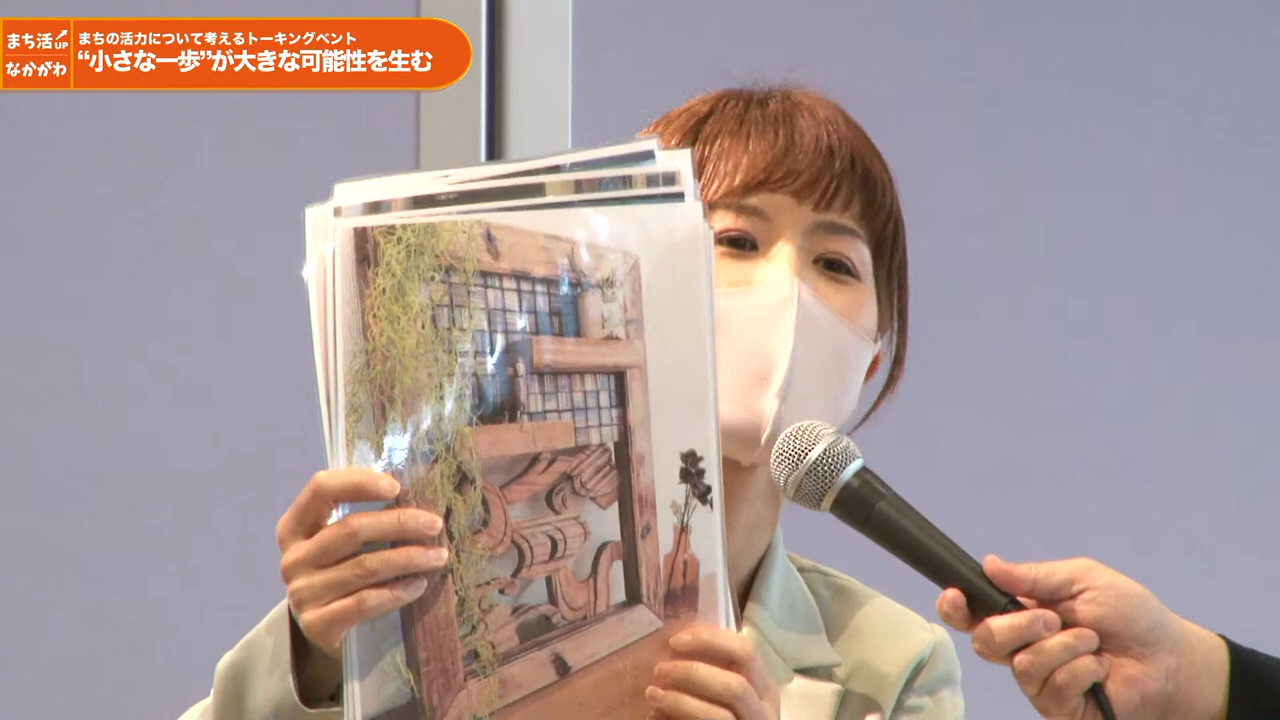 まち活UP
なかがわ
まちの活力について考えるトーキングベント
“小さな一歩”が大きな可能性を生む